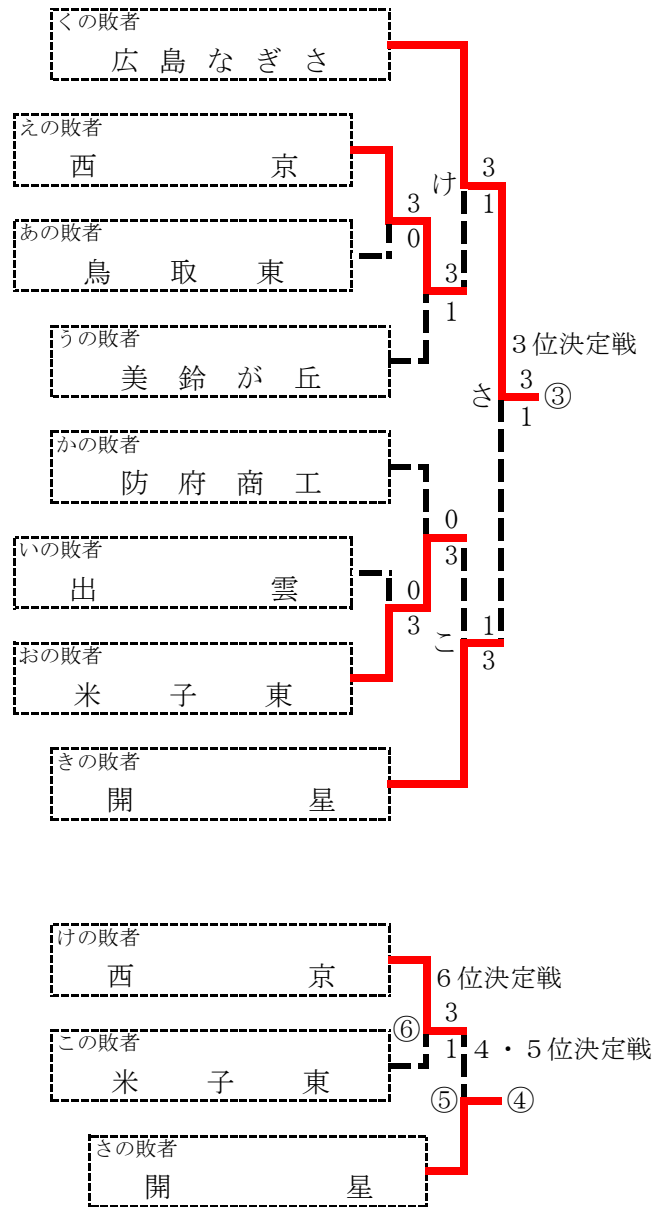 くの敗者
広島なぎさ
えの敗者
西京
け
3
1
3
0
あの敗者
鳥取東
3
1
うの敗者
美鈴が丘
3位決定戦
さ
3
1
③
かの敗者
防府商工
0
3
いの敗者
出雲
0
3
こ
1
3
おの敗者
米子東
きの敗者
開星
けの敗者
西京
6位決定戦
3
1
⑥
4・5位決定戦
この敗者
米子東
⑤
④
さの敗者
開星